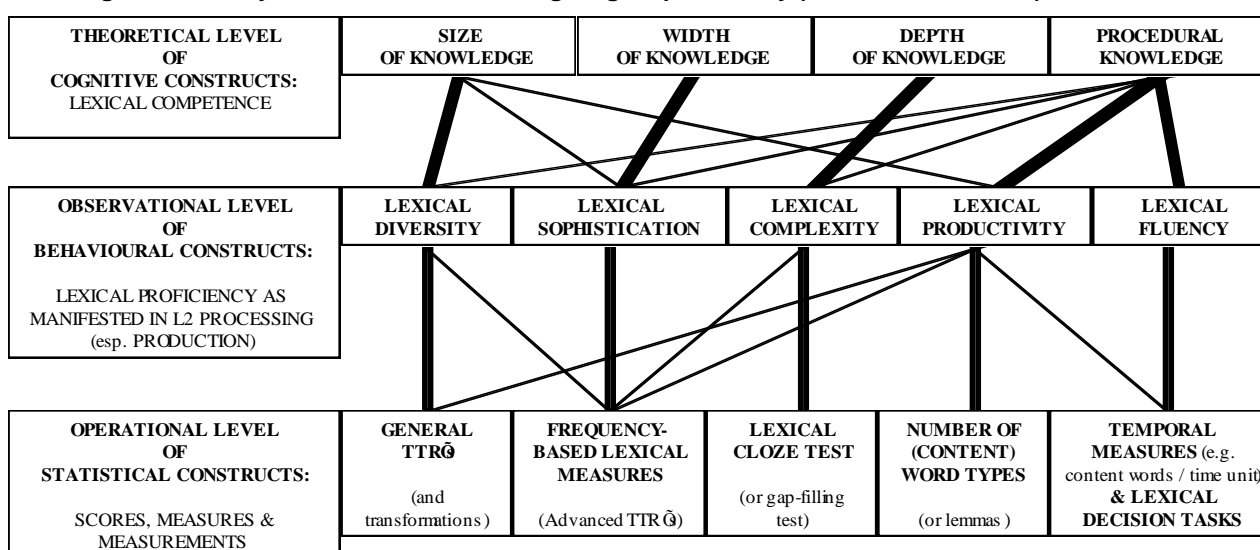 THEORETICAL LEVEL
OF
COGNITIVE CONSTRUCTS:
LEXICAL COMPETENCE
SIZE
OF KNOWLEDGE
WIDTH
OF KNOWLEDGE
DEPTH
OF KNOWLEDGE
PROCEDURAL
KNOWLEDGE
OBSERVATIONAL LEVEL
OF
BEHAVIOURAL CONSTRUCTS:
LEXICAL PROFICIENCY AS
MANIFESTED IN L2 PROCESSING
(esp. PRODUCTION)
LEXICAL
DIVERSITY
LEXICAL
SOPHISTICATION
LEXICAL
COMPLEXITY
LEXICAL
PRODUCTIVITY
LEXICAL
FLUENCY
OPERATIONAL LEVEL
OF
STATISTICAL CONSTRUCTS:
SCORES, MEASURES &
MEASUREMENTS
GENERAL
(and
transformations)
FREQUENCY-
BASED LEXICAL
MEASURES
(Advanced
LEXICAL
CLOZE TEST
(or gap-filling
test)
NUMBER OF
(CONTENT)
WORD TYPES
(or lemmas)
TEMPORAL
MEASURES (e.g.
content words / time unit)
& LEXICAL
DECISION TASKS